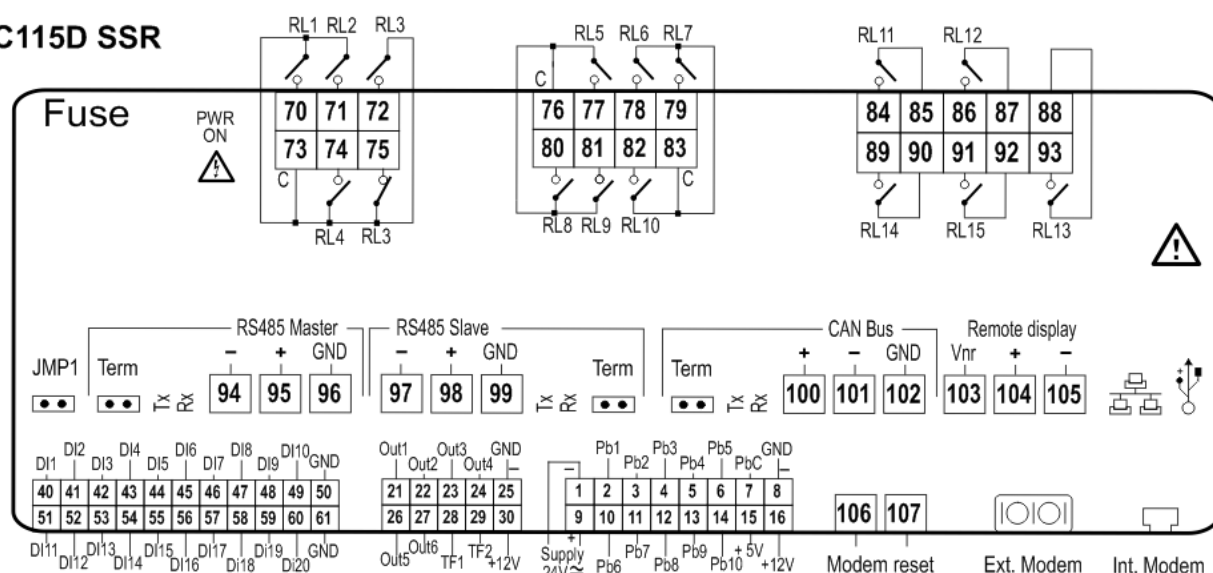 C115D SSR
RL1 RL2 RL3
RL5 RL6 RL7
RL11 RL12
C
Fuse
PWR
ON
70 71 72
73 74 75
76 77 78 79
80 81 82 83
84 85 86 87 88
89 90 91 92 93
C
C
RL4 RL3
RL8 RL9 RL10
RL14 RL15 RL13
RS485 Master
RS485 Slave
CAN Bus
Remote display
JMP1
Term
− + GND
− + GND
Term
Term
+ − GND
Vnr + −
Tx
Rx
94 95 96
97 98 99
Tx
Rx
Tx
Rx
100 101 102
103 104 105
DI1 DI2 DI3 DI4 DI5 DI6 DI7 DI8 DI9 DI10 GND
40 41 42 43 44 45 46 47 48 49 50
51 52 53 54 55 56 57 58 59 60 61
DI11 DI12 DI13 DI14 DI15 DI16 DI17 Di18 Di19 Di20 GND
Out1 Out2 Out3 Out4 GND
−
21 22 23 24 25
26 27 28 29 30
Out5 Out6 TF1 TF2 +12V
Pb1 Pb2 Pb3 Pb4 Pb5 PbC GND
− −
1 2 3 4 5 6 7 8
9 10 11 12 13 14 15 16
+
Supply
24V≂
Pb6 Pb7 Pb8 Pb9 Pb10 + 5V +12V
106 107
Modem reset
Ext. Modem
Int. Modem